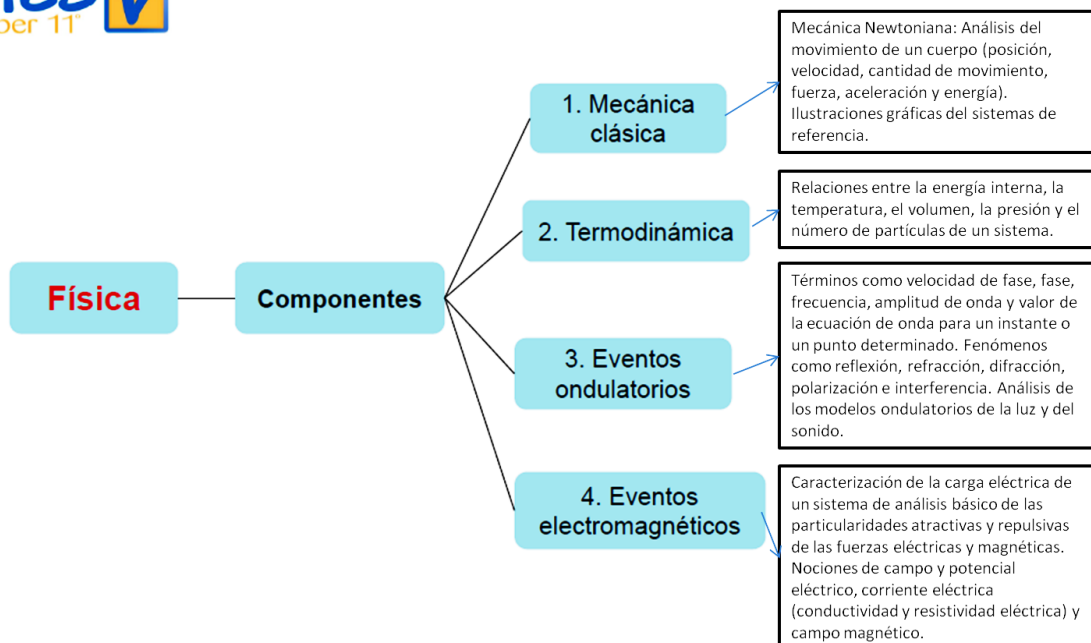 ber 11°
Física
Componentes
1. Mecánica
clásica
2. Termodinámica
3. Eventos
ondulatorios
4. Eventos
electromagnéticos
Mecánica Newtoniana: Análisis del
movimiento de un cuerpo (posición,
velocidad, cantidad de movimiento,
fuerza, aceleración y energía).
Ilustraciones gráficas del sistemas de
referencia.
Relaciones entre la energía interna, la
temperatura, el volumen, la presión y el
número de partículas de un sistema.
Términos como velocidad de fase, fase,
frecuencia, amplitud de onda y valor de
la ecuación de onda para un instante o
un punto determinado. Fenómenos
como reflexión, refracción, difracción,
polarización e interferencia. Análisis de
los modelos ondulatorios de la luz y del
sonido.
Caracterización de la carga eléctrica de
un sistema de análisis básico de las
particularidades atractivas y repulsivas
de las fuerzas eléctricas y magnéticas.
Nociones de campo y potencial
eléctrico, corriente eléctrica
(conductividad y resistividad eléctrica) y
campo magnético.